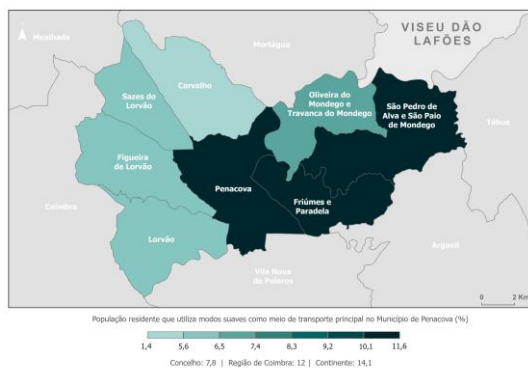 VISEU DÃO
LAFÕES
Mealhada
Mortágua
Carvalho
Sazes do
Lorvão
Oliveira do
Mondego e
Travanca do Mondego
São Pedro de
Alva e São Paio
de Mondego
Tábua
Figueira
de Lorvão
Penacova
Friúmes e
Paradela
Coimbra
Lorvão
Arganil
Vila Nova
de Poiares
0 2 Km
População residente que utiliza modos suaves como meio de transporte principal no Município de Penacova (%)
1,4 5,6 6,5 7,4 8,3 9,2 10,1 11,6
Concelho: 7,8 | Região de Coimbra: 12 | Continente: 14,1